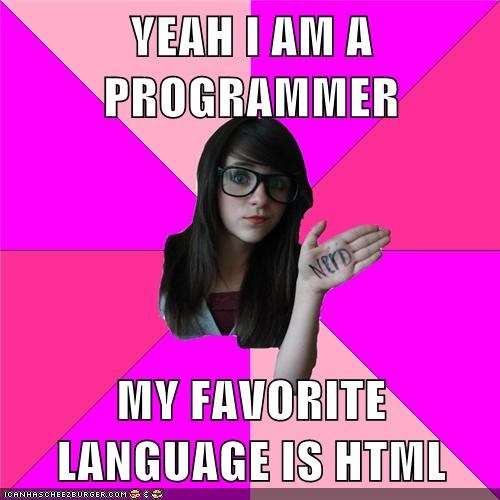 YEAH I AM A
PROGRAMMER
NERD
MY FAVORITE
LANGUAGE IS HTML
ICANHASCHEEZBURGER.COM